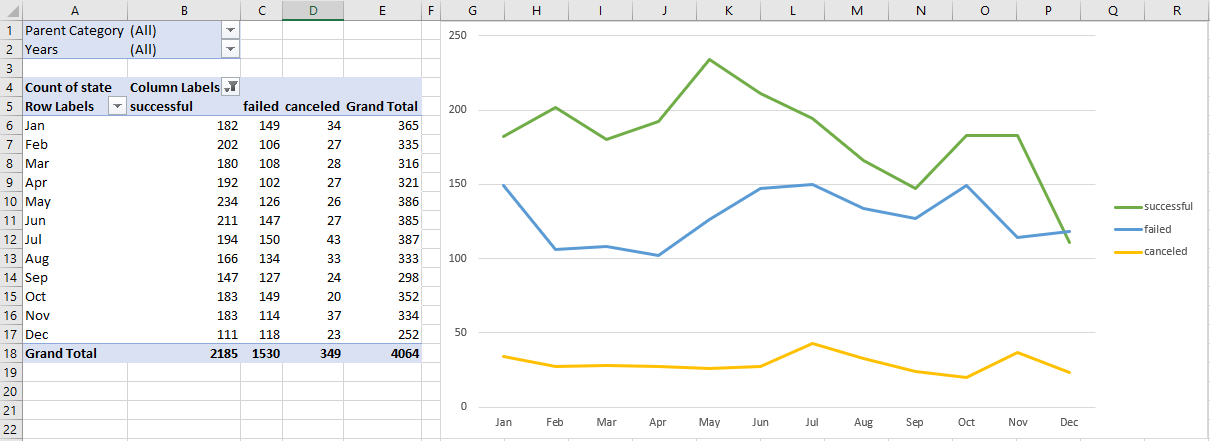 A B C D E F G H I J K L M N O P Q R
1 Parent Category (All)
2 Years (All)
3
4 Count of state Column Labels
5 Row Labels successful failed canceled Grand Total
6 Jan 182 149 34 365
7 Feb 202 106 27 335
8 Mar 180 108 28 316
9 Apr 192 102 27 321
10 May 234 126 26 386
11 Jun 211 147 27 385
12 Jul 194 150 43 387
13 Aug 166 134 33 333
14 Sep 147 127 24 298
15 Oct 183 149 20 352
16 Nov 183 114 37 334
17 Dec 111 118 23 252
18 Grand Total 2185 1530 349 4064
19
20
21
22
250
200
150
100
50
0
Jan Feb Mar Apr May Jun Jul Aug Sep Oct Nov Dec
successful
failed
canceled